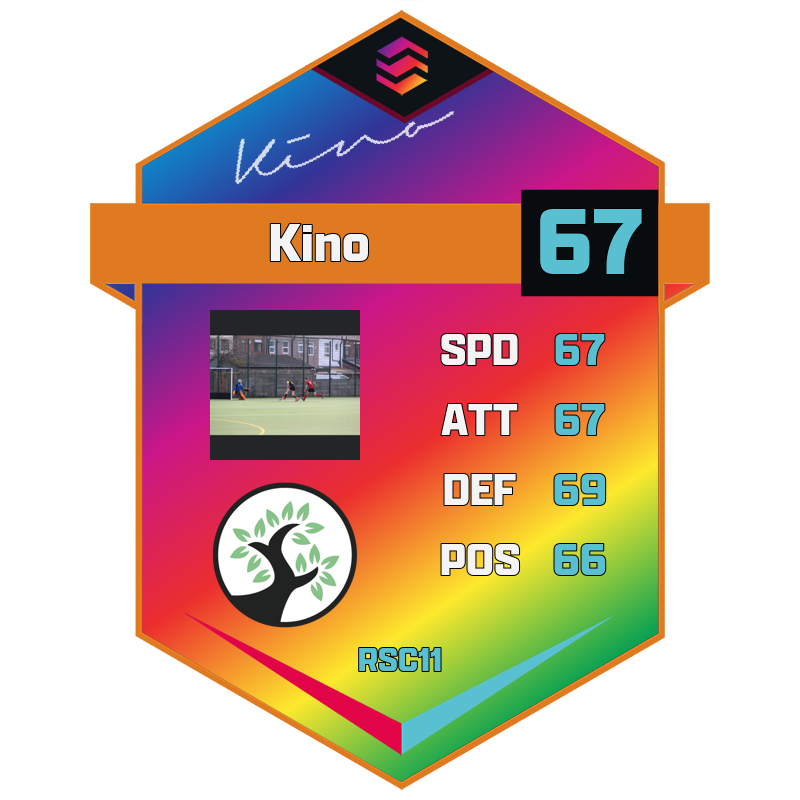 Kino
Kino 67
SPD 67
ATT 67
DEF 69
POS 66
RSC11